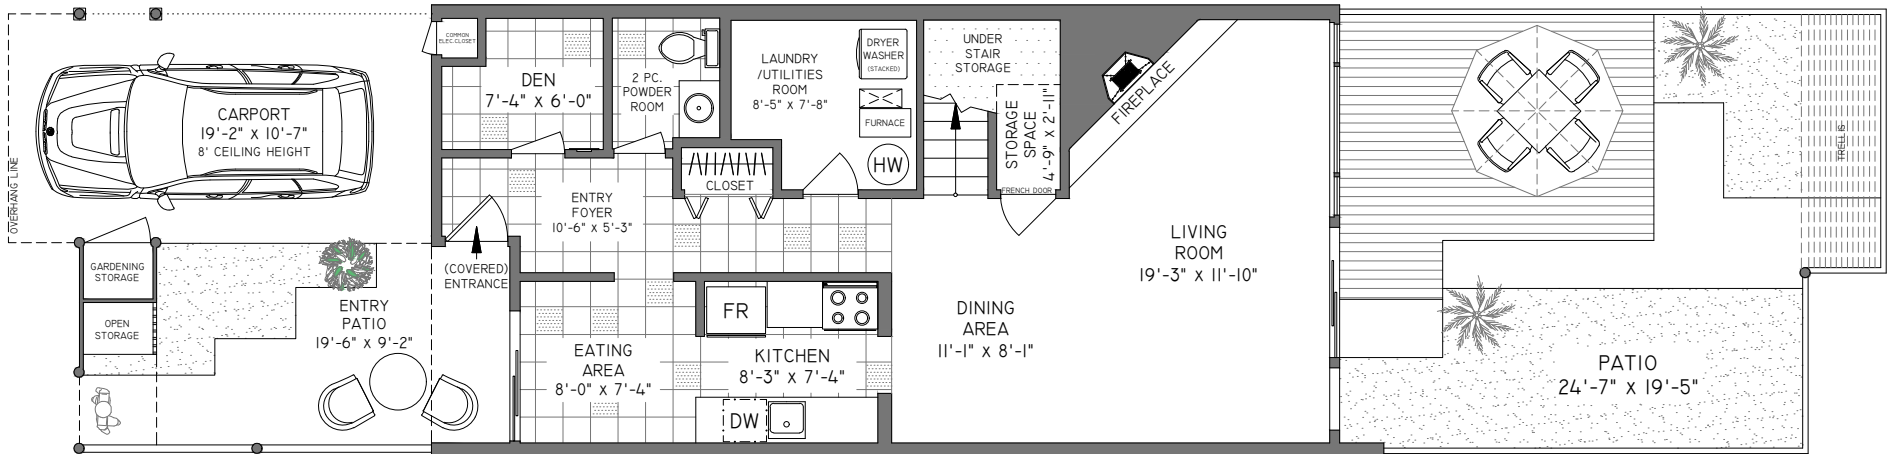 OVERHANG LINE
CARPORT
19'-2" X 10'-7"
8' CEILING HEIGHT
COMMON
ELEC.CLOSET
DEN
7'-4" X 6'-0"
2 PC.
POWDER
ROOM
LAUNDRY
/UTILITIES
ROOM
8'-5" X 7'-8"
DRYER
WASHER
(STACKED)
FURNACE
HW
UNDER
STAIR
STORAGE
STORAGE
SPACE
4'-9" X 2'-11"
FRENCH DOOR
FIREPLACE
CLOSET
ENTRY
FOYER
10'-6" X 5'-3"
(COVERED)
ENTRANCE
GARDENING
STORAGE
OPEN
STORAGE
ENTRY
PATIO
19'-6" X 9'-2"
EATING
AREA
8'-0" X 7'-4"
FR
KITCHEN
8'-3" X 7'-4"
DW
DINING
AREA
11'-1" X 8'-1"
LIVING
ROOM
19'-3" X 11'-10"
TRELLIS
PATIO
24'-7" X 19'-5"